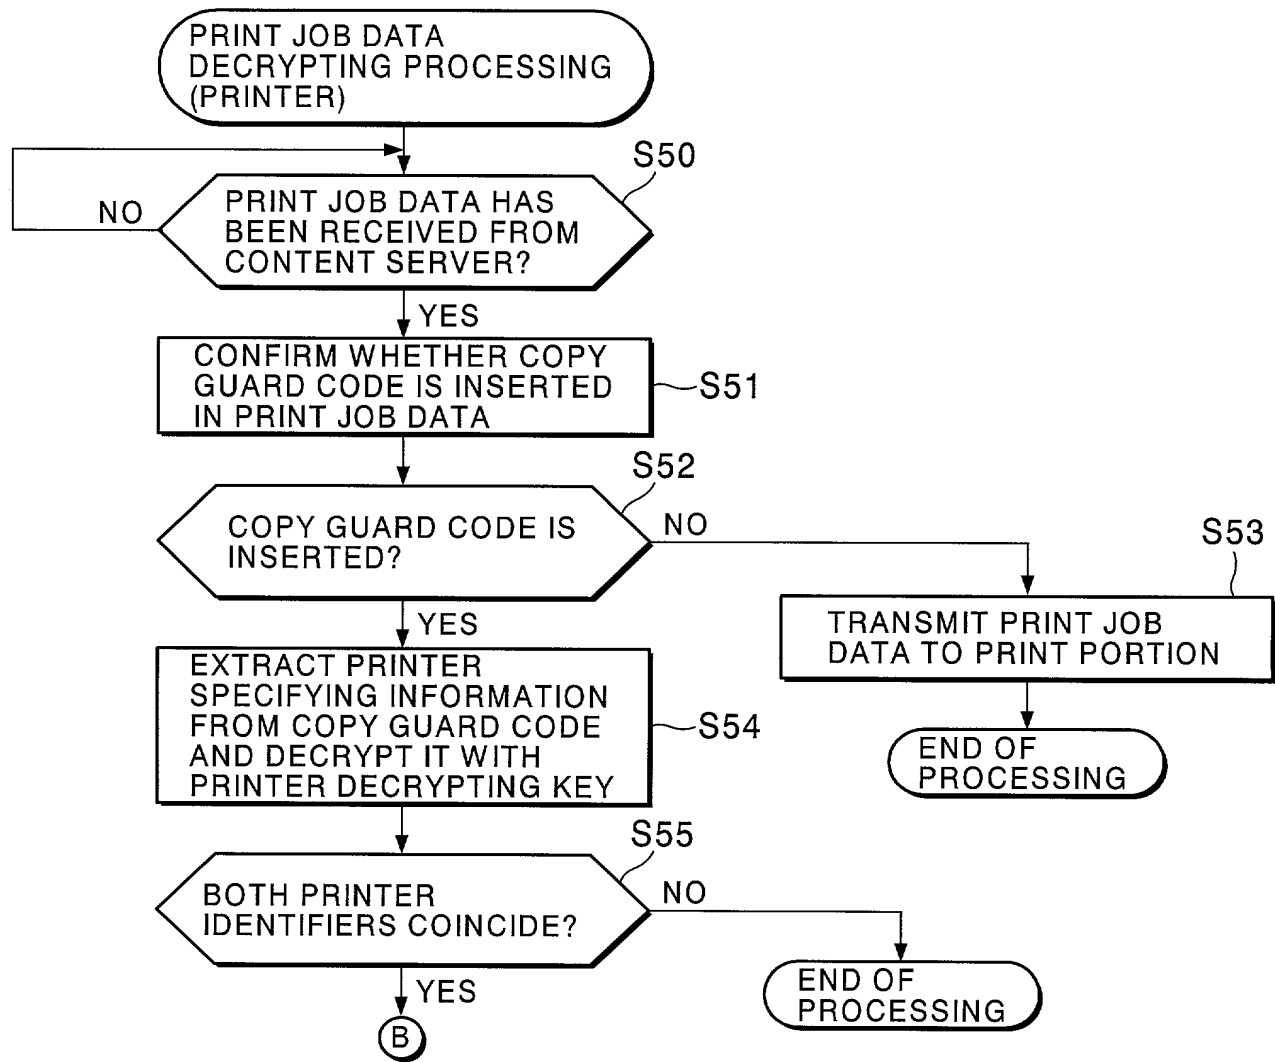 PRINT JOB DATA
DECRYPTING PROCESSING
(PRINTER)
S50
NO
PRINT JOB DATA HAS
BEEN RECEIVED FROM
CONTENT SERVER?
YES
CONFIRM WHETHER COPY
GUARD CODE IS INSERTED
IN PRINT JOB DATA
S51
S52
COPY GUARD CODE IS
INSERTED?
NO
S53
YES
TRANSMIT PRINT JOB
DATA TO PRINT PORTION
EXTRACT PRINTER
SPECIFYING INFORMATION
FROM COPY GUARD CODE
AND DECRYPT IT WITH
PRINTER DECRYPTING KEY
S54
END OF
PROCESSING
S55
BOTH PRINTER
IDENTIFIERS COINCIDE?
NO
YES
END OF
PROCESSING
B